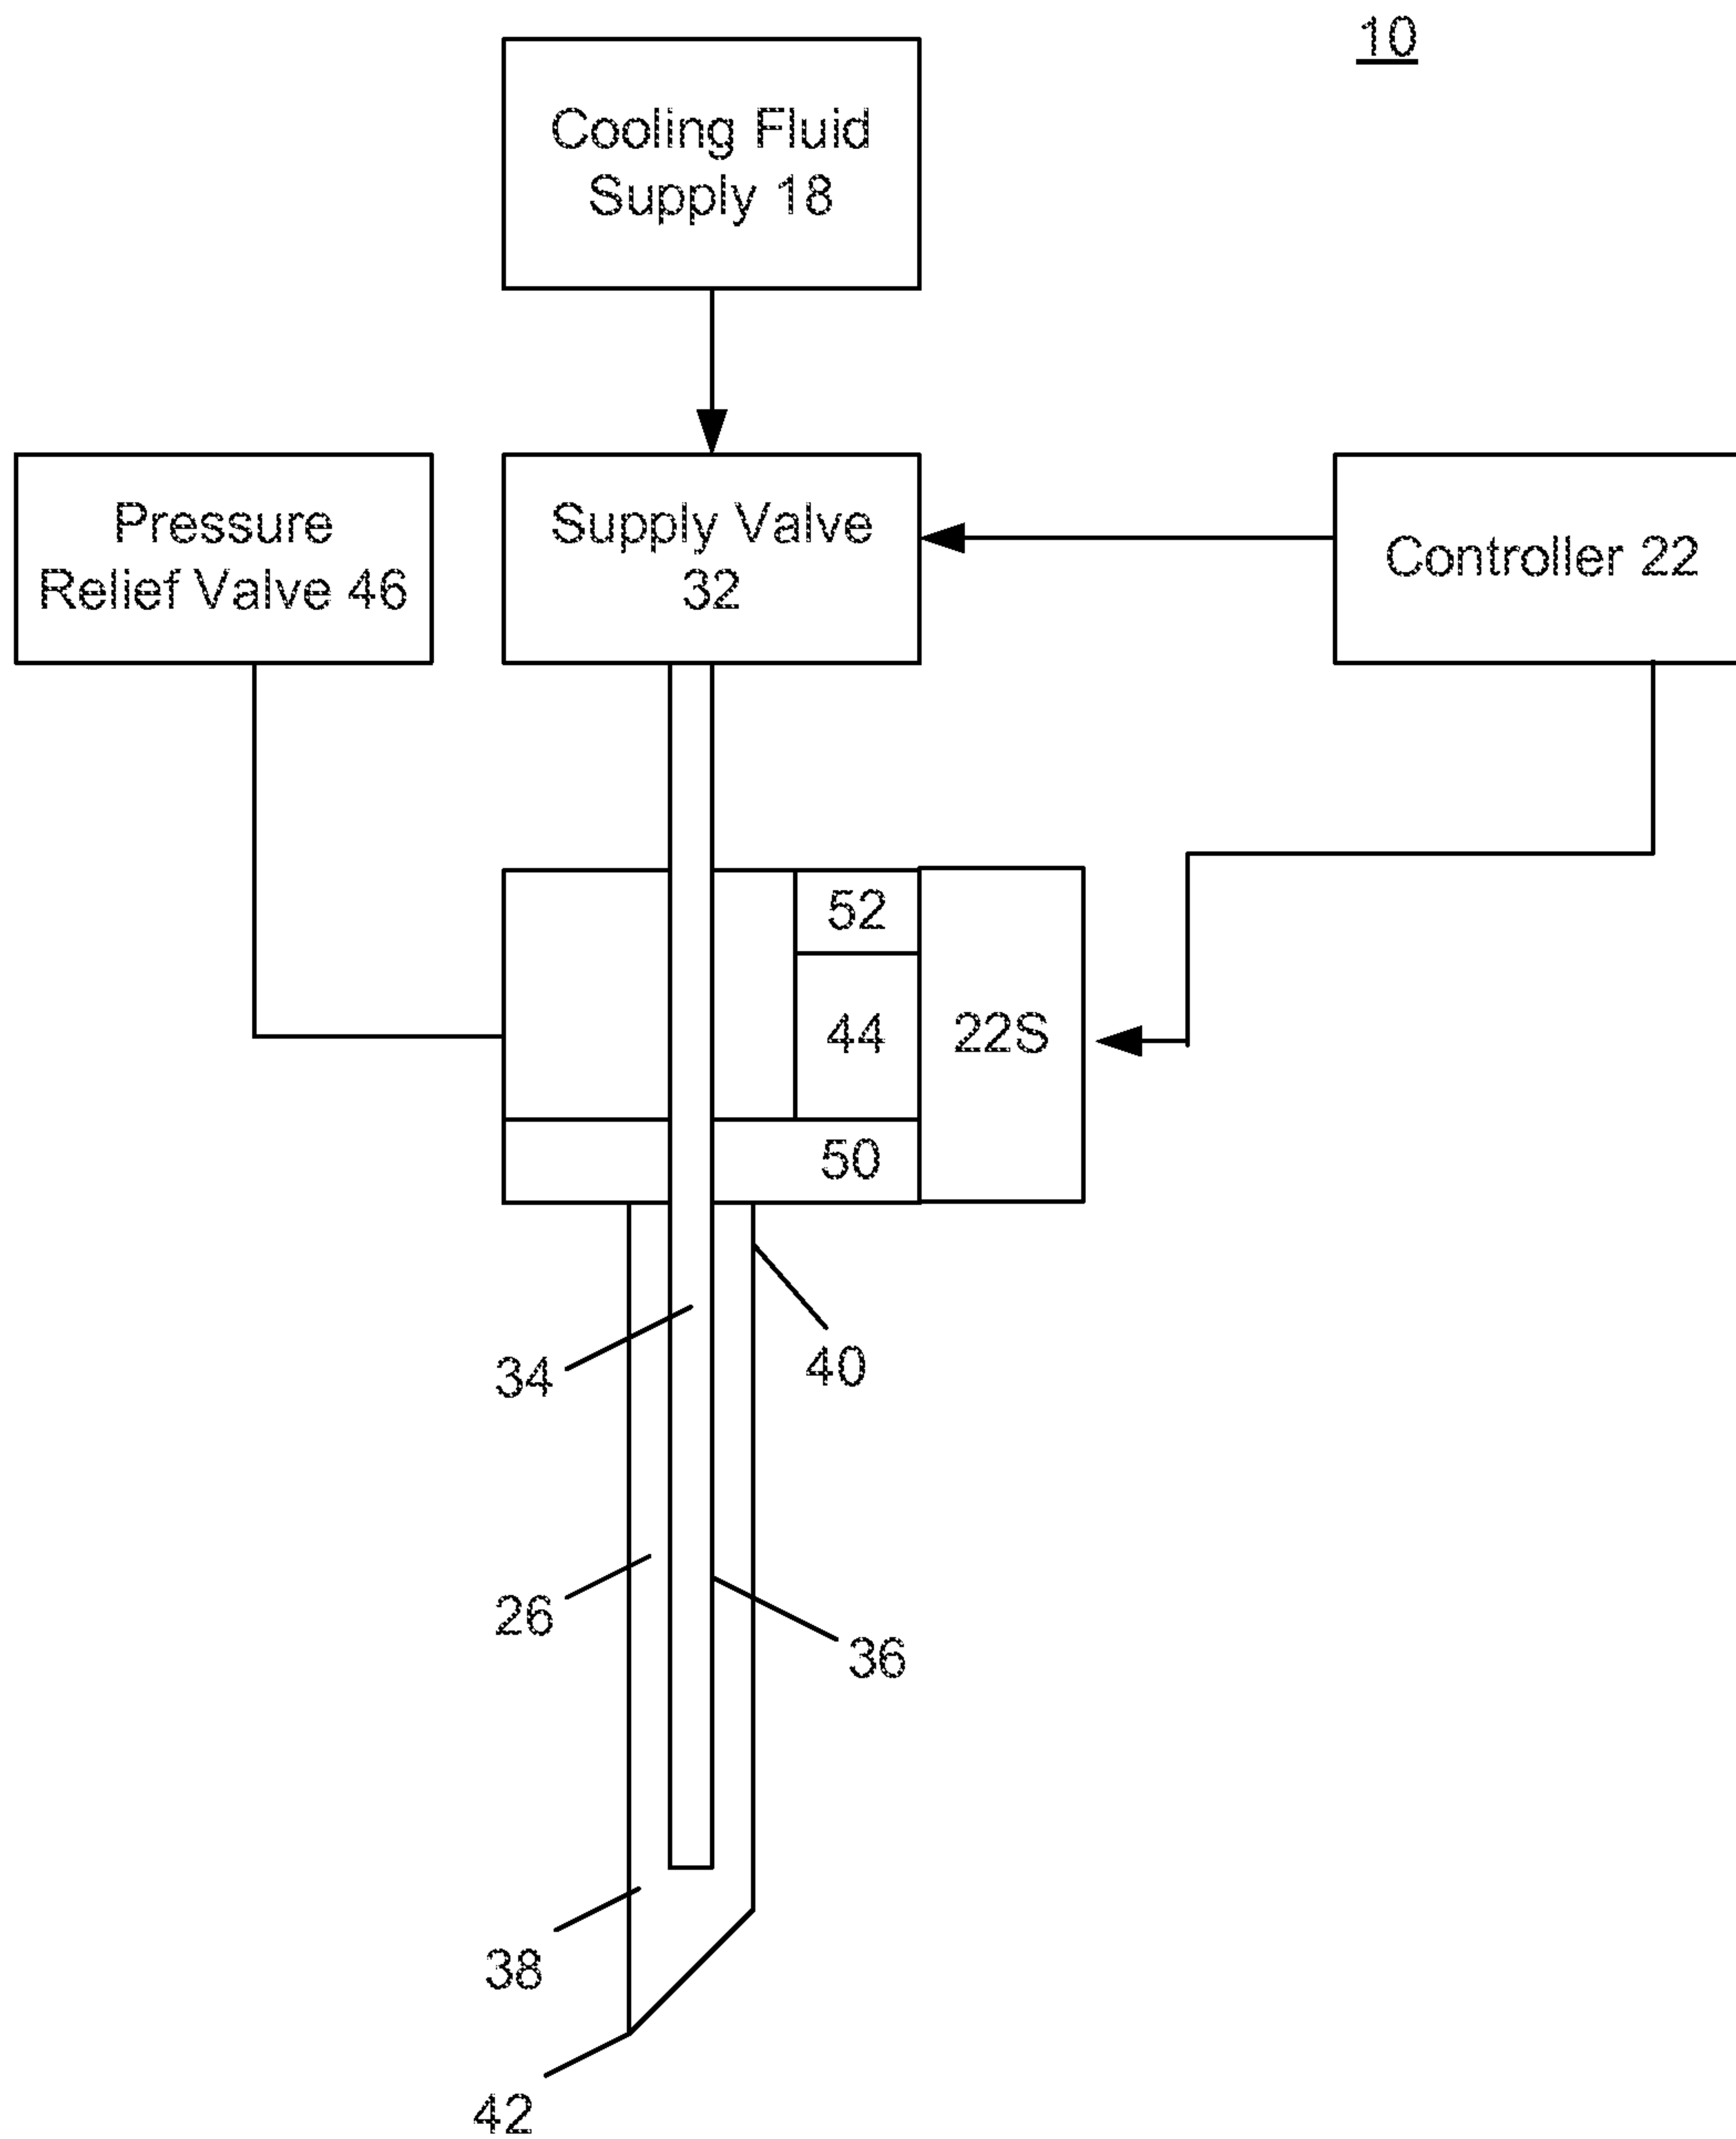 10
Cooling Fluid
Supply 18
Pressure
Relief Valve 46
Supply Valve
32
Controller 22
52
44
22S
50
34
40
26
36
38
42